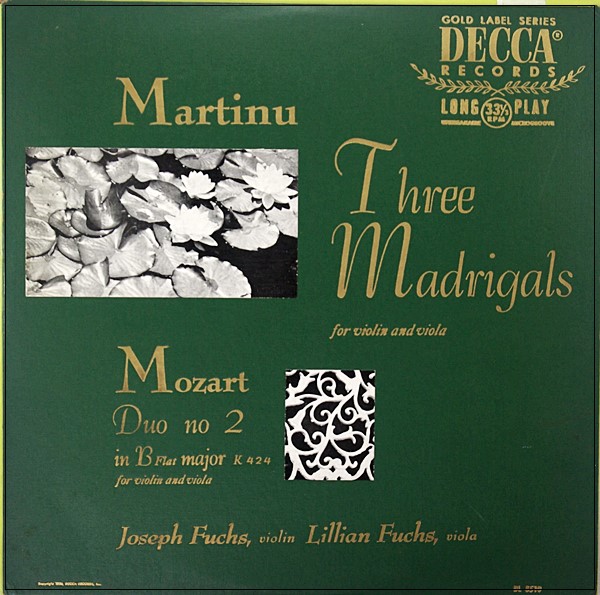 GOLD LABEL SERIES
DECCA®
RECORDS
LONG 33⅓ PLAY
RPM
Martinu
Three
Madrigals
for violin and viola
Mozart
Duo no 2
in B Flat major K 424
for violin and viola
Joseph Fuchs, violin Lillian Fuchs, viola